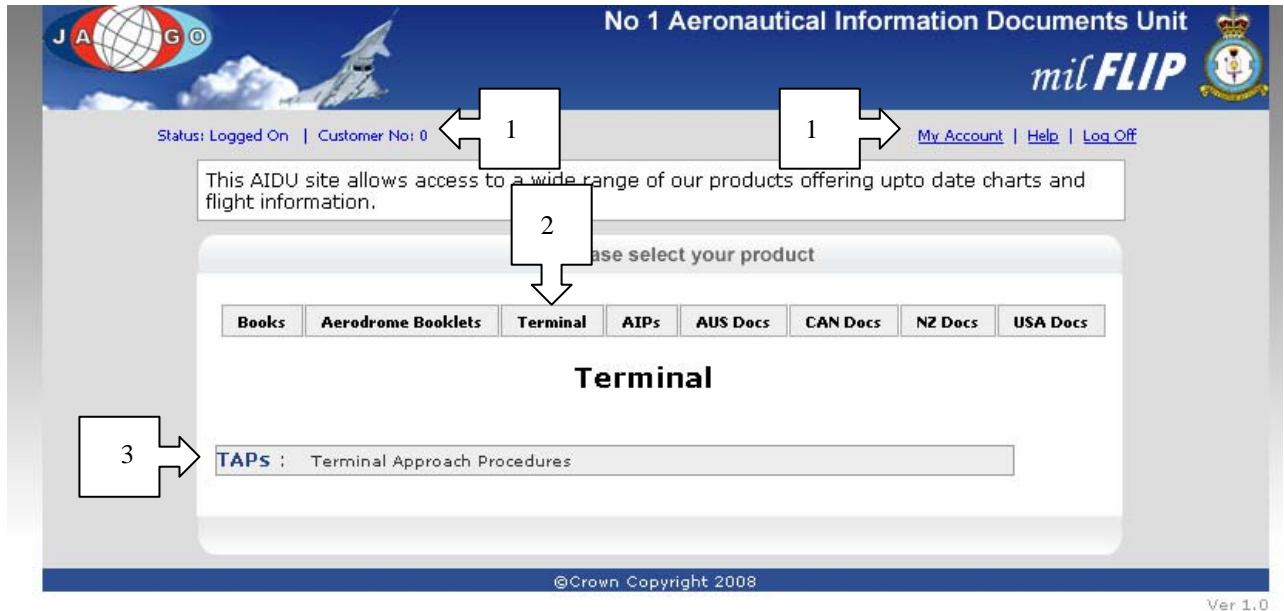 JAGO
No 1 Aeronautical Information Documents Unit
mil FLIP
Status: Logged On | Customer No: 0
1
1
My Account | Help | Log Off
This AIDU site allows access to a wide range of our products offering upto date charts and
flight information.
2
select your product
Books Aerodrome Booklets Terminal AIPs AUS Docs CAN Docs NZ Docs USA Docs
Terminal
3
TAPs : Terminal Approach Procedures
©Crown Copyright 2008
Ver 1.0